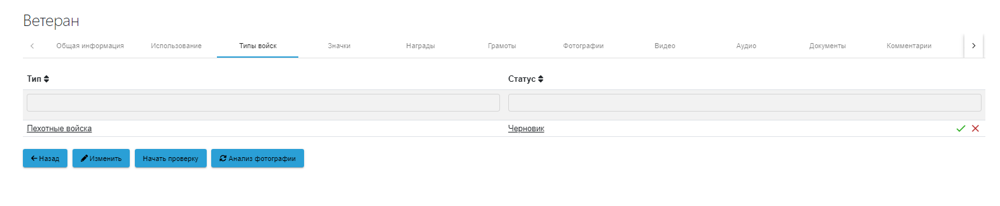 Ветеран
Общая информация Использование Типы войск Значки Награды Грамоты Фотографии Видео Аудио Документы Комментарии
Тип Статус
Пехотные войска Черновик
Назад Изменить Начать проверку Анализ фотографии